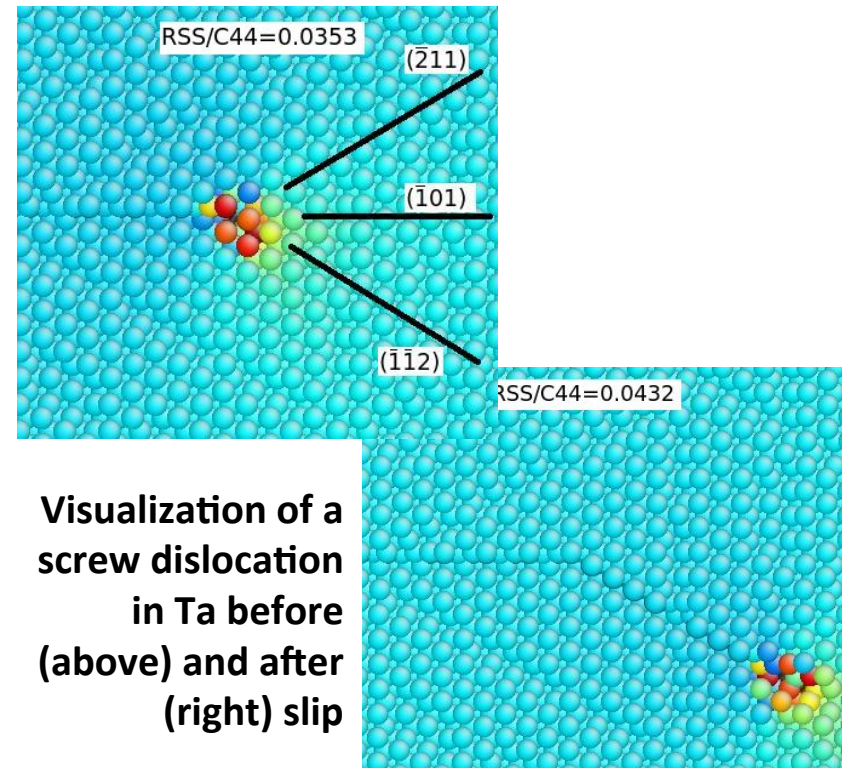 RSS/C44=0.0353
(2̄11)
(1̄01)
(1̄1̄2)
RSS/C44=0.0432
Visualization of a
screw dislocation
in Ta before
(above) and after
(right) slip